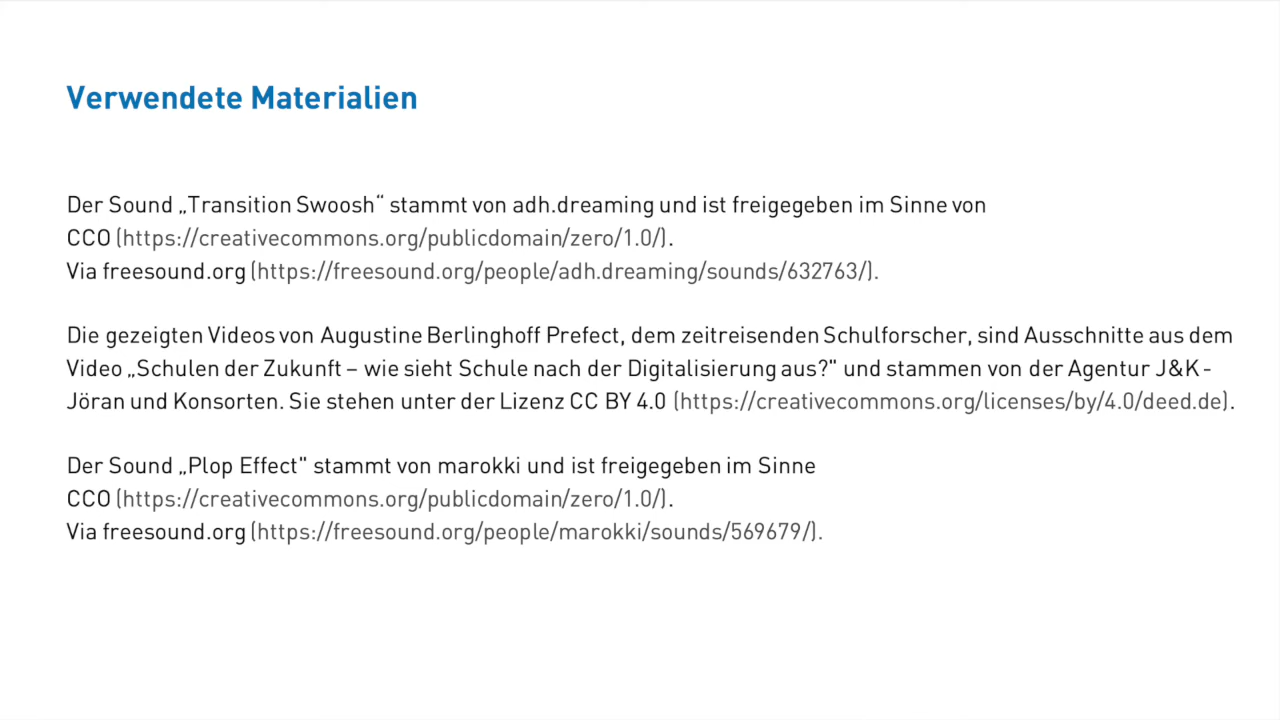 Verwendete Materialien
Der Sound „Transition Swoosh“ stammt von adh.dreaming und ist freigegeben im Sinne von
CCO (https://creativecommons.org/publicdomain/zero/1.0/).
Via freesound.org (https://freesound.org/people/adh.dreaming/sounds/632763/).
Die gezeigten Videos von Augustine Berlinghoff Prefect, dem zeitreisenden Schulforscher, sind Ausschnitte aus dem
Video „Schulen der Zukunft – wie sieht Schule nach der Digitalisierung aus?" und stammen von der Agentur J&K -
Jöran und Konsorten. Sie stehen unter der Lizenz CC BY 4.0 (https://creativecommons.org/licenses/by/4.0/deed.de).
Der Sound „Plop Effect" stammt von marokki und ist freigegeben im Sinne
CCO (https://creativecommons.org/publicdomain/zero/1.0/).
Via freesound.org (https://freesound.org/people/marokki/sounds/569679/).